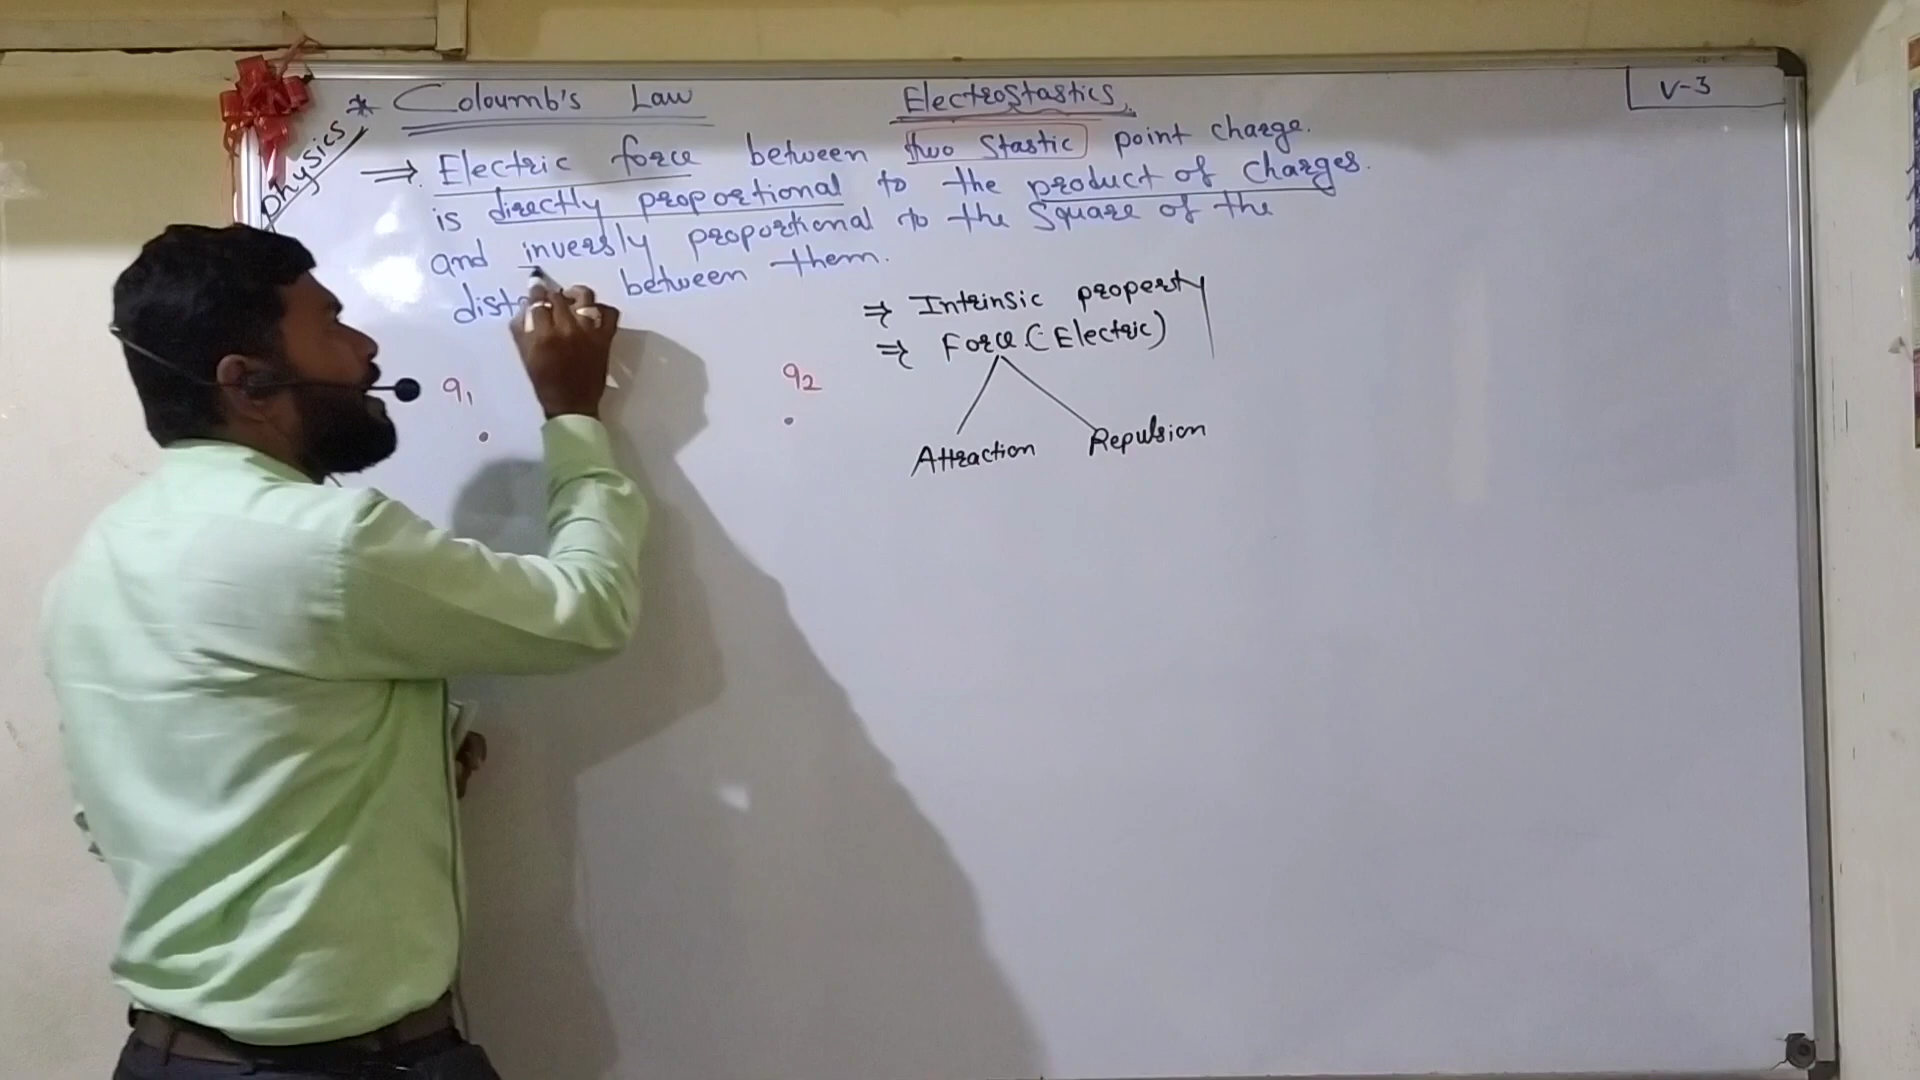 * Coloumb's Law
Electrostastics
V-3
physics
⇒ Electric force between two stastic point charge.
is directly proportional to the product of charges.
and inversly proportional to the square of the
between them.
⇒ Intrinsic property
⇒ Force (Electric)
q1
q2
Attraction
Repulsion